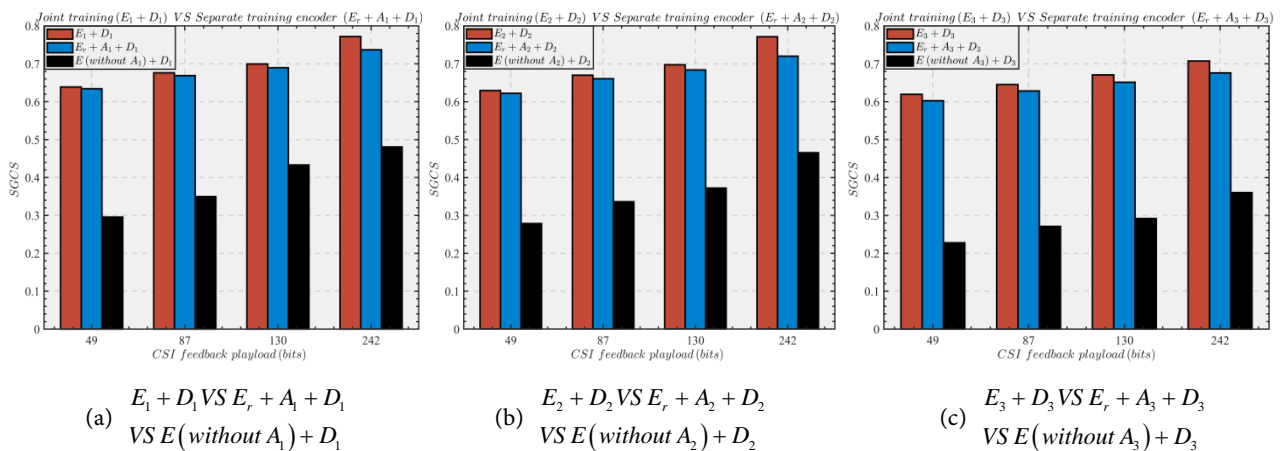 Joint training (E1 + D1) VS Separate training encoder (Er + A1 + D1)
E1 + D1
Er + A1 + D1
E (without A1) + D1
0.8
0.7
0.6
0.5
0.4
0.3
0.2
0.1
0
SGCS
49 87 130 242
CSI feedback playload (bits)
(a) E1 + D1 VS Er + A1 + D1
VS E(without A1) + D1
Joint training (E2 + D2) VS Separate training encoder (Er + A2 + D2)
E2 + D2
Er + A2 + D2
E (without A2) + D2
0.8
0.7
0.6
0.5
0.4
0.3
0.2
0.1
0
SGCS
49 87 130 242
CSI feedback playload (bits)
(b) E2 + D2 VS Er + A2 + D2
VS E(without A2) + D2
Joint training (E3 + D3) VS Separate training encoder (Er + A3 + D3)
E3 + D3
Er + A3 + D3
E (without A3) + D3
0.8
0.7
0.6
0.5
0.4
0.3
0.2
0.1
0
SGCS
49 87 130 242
CSI feedback playload (bits)
(c) E3 + D3 VS Er + A3 + D3
VS E(without A3) + D3